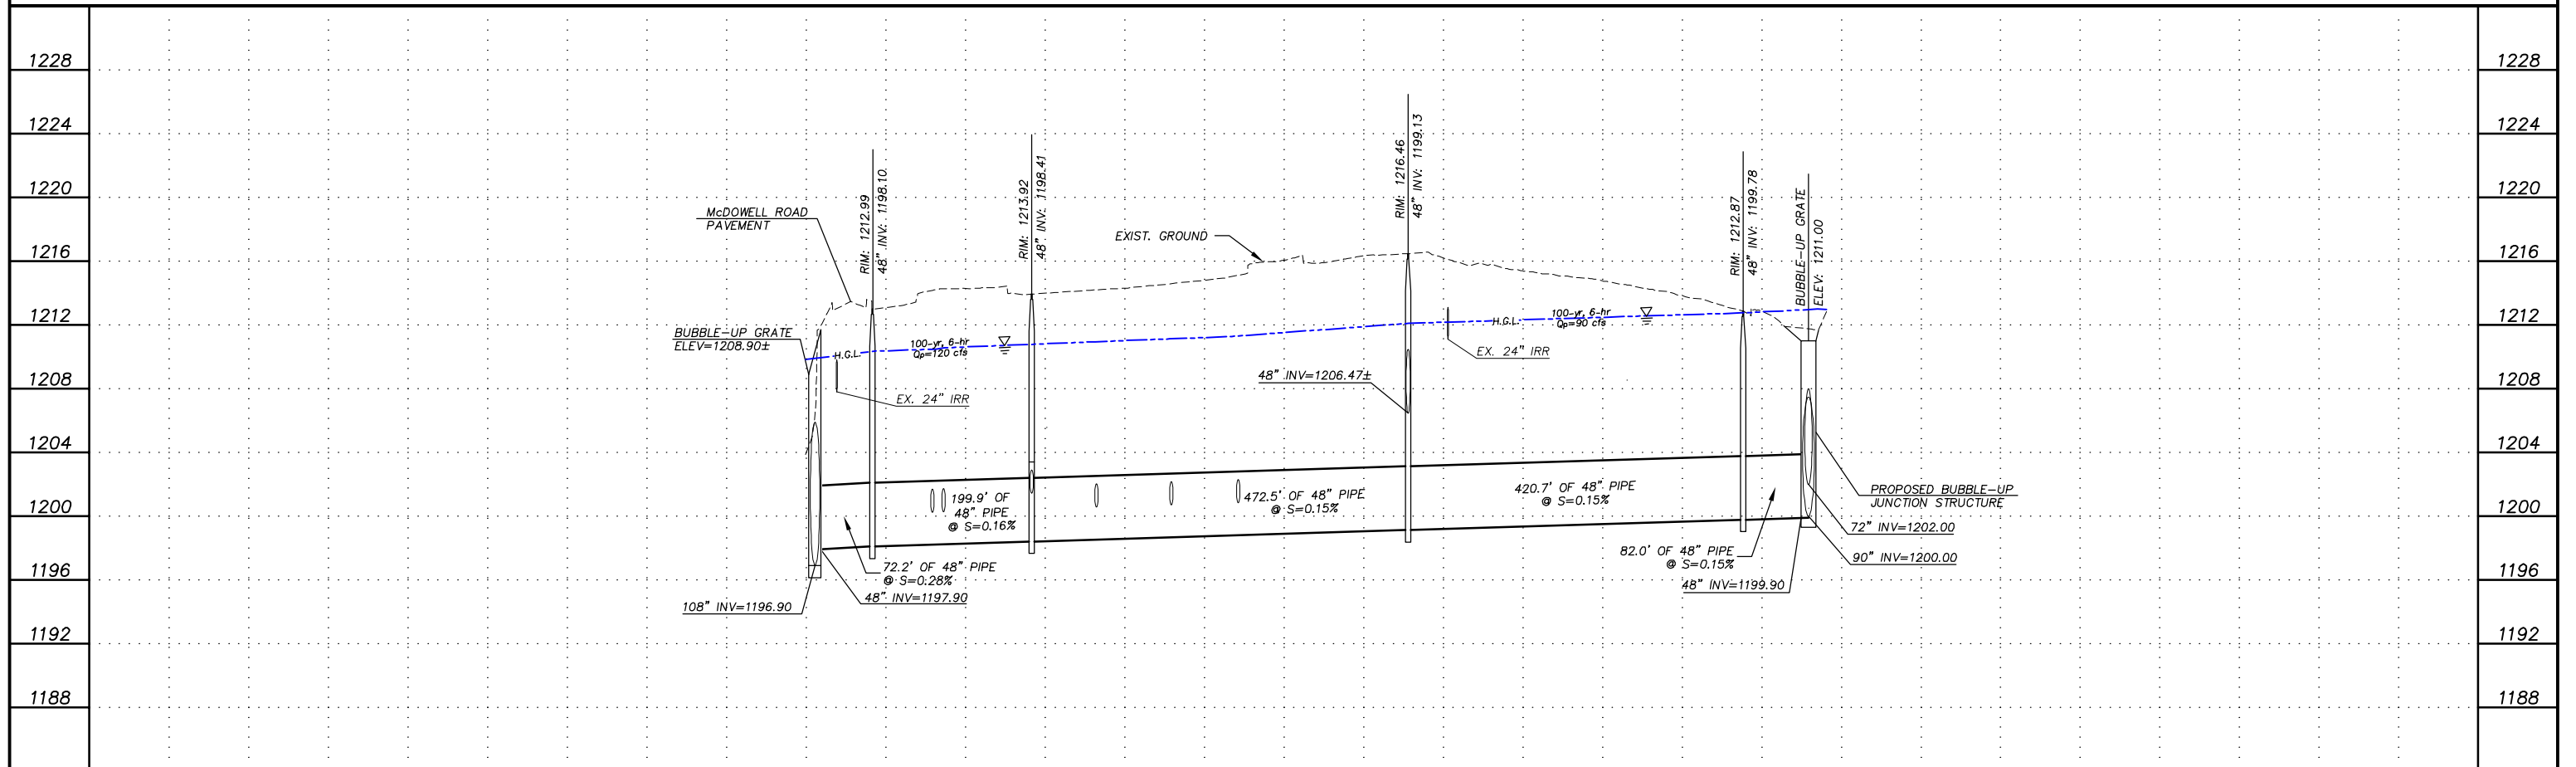 1228
1224
1220
1216
1212
1208
1204
1200
1196
1192
1188
McDOWELL ROAD
PAVEMENT
BUBBLE-UP GRATE
ELEV=1208.90±
RIM: 1212.99
48" INV: 1198.10
RIM: 1213.92
48" INV: 1198.41
EXIST. GROUND
RIM: 1216.46
48" INV: 1199.13
RIM: 1212.87
48" INV: 1199.78
BUBBLE-UP GRATE
ELEV: 1211.00
H.G.L.
100-yr, 6-hr
Qp=120 cfs
EX. 24" IRR
48" INV=1206.47±
EX. 24" IRR
H.G.L.
100-yr, 6-hr
Qp=90 cfs
199.9' OF
48" PIPE
@ S=0.16%
472.5' OF 48" PIPE
@ S=0.15%
420.7' OF 48" PIPE
@ S=0.15%
72.2' OF 48" PIPE
@ S=0.28%
48" INV=1197.90
108" INV=1196.90
82.0' OF 48" PIPE
@ S=0.15%
48" INV=1199.90
PROPOSED BUBBLE-UP
JUNCTION STRUCTURE
72" INV=1202.00
90" INV=1200.00
1228
1224
1220
1216
1212
1208
1204
1200
1196
1192
1188